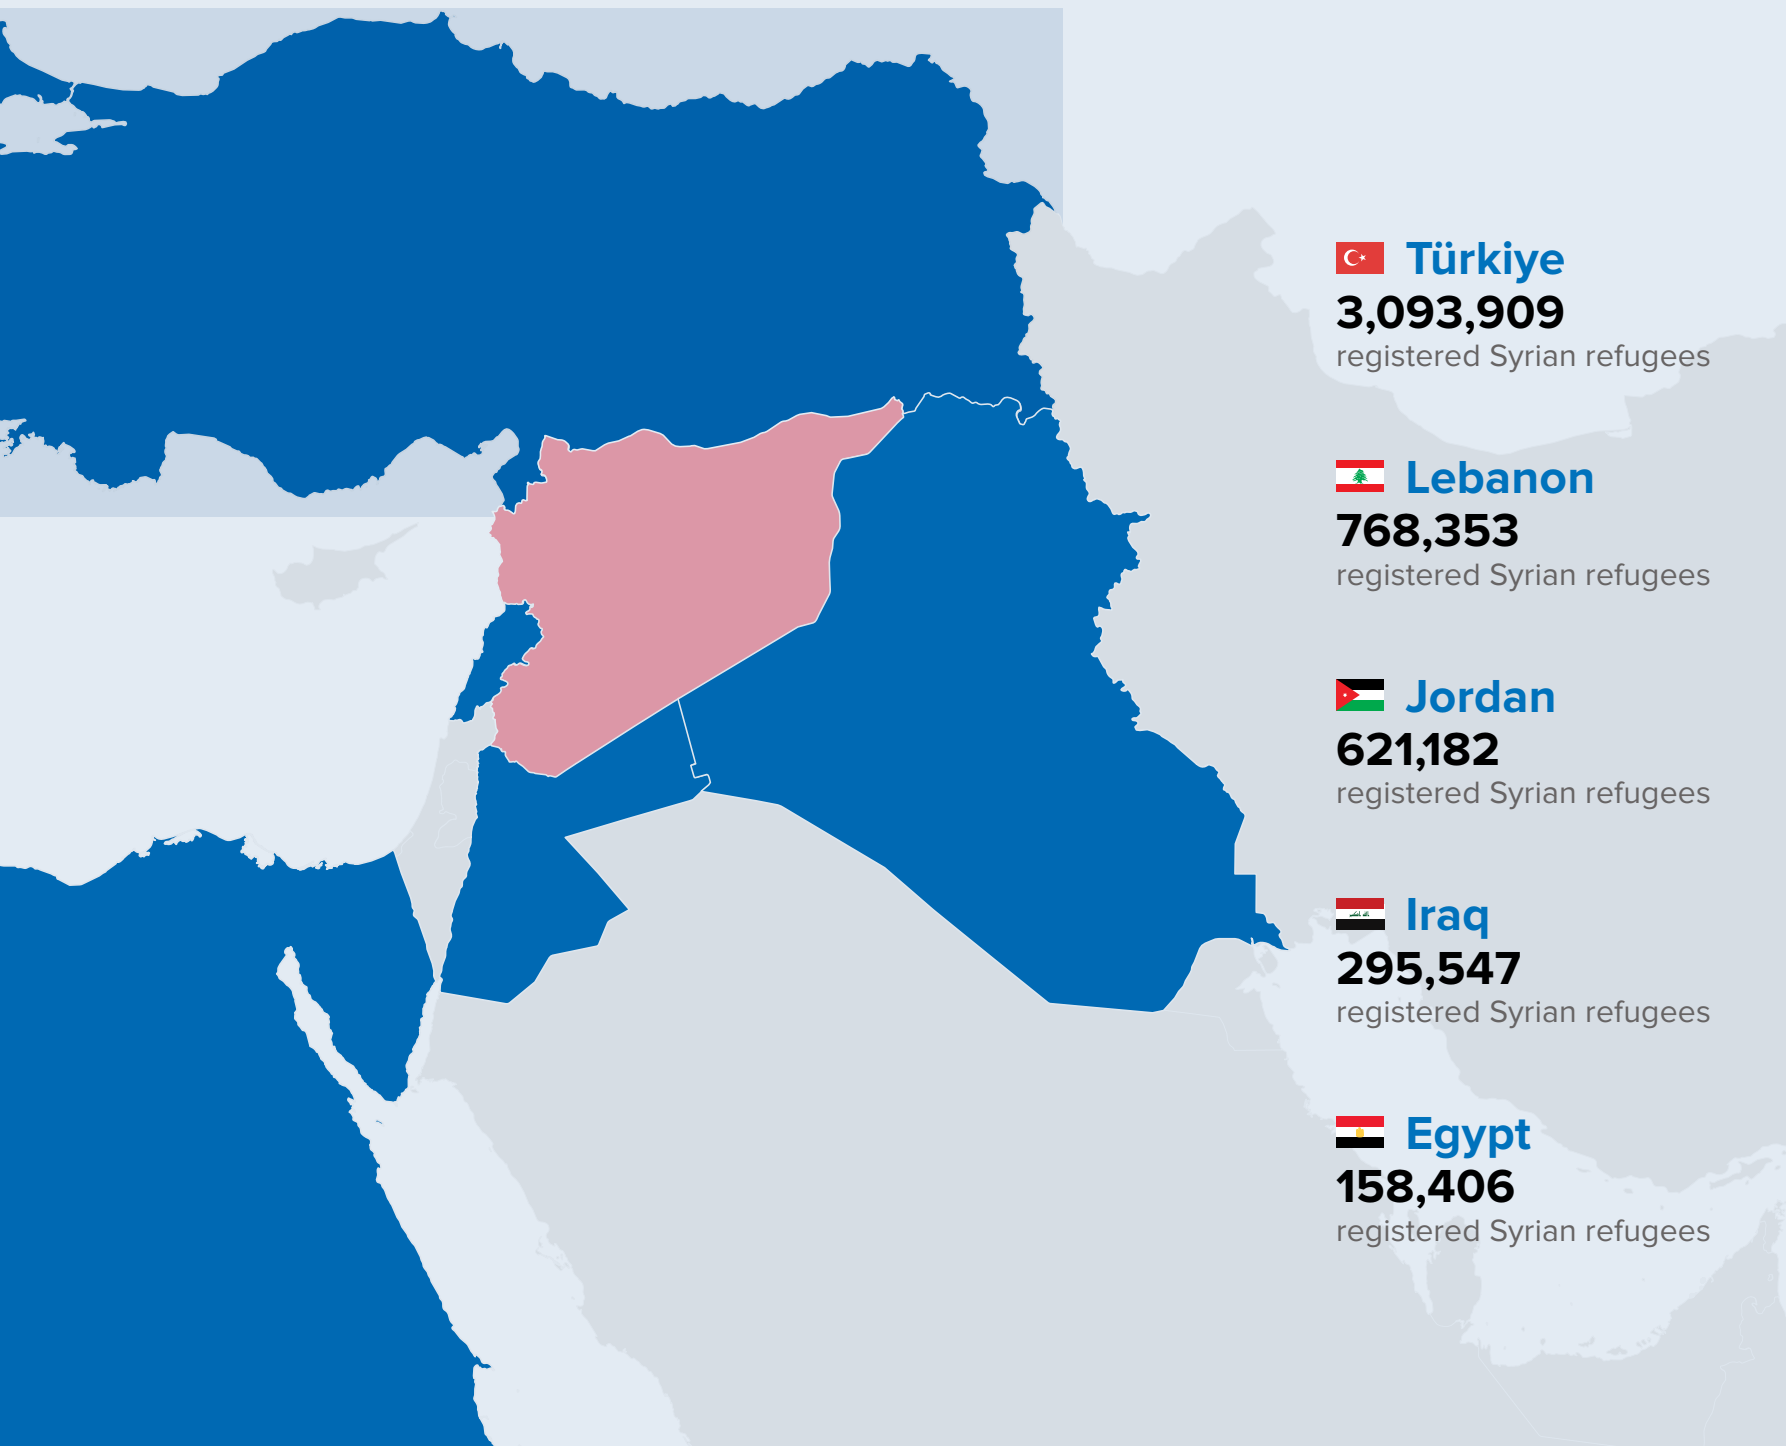 Türkiye
3,093,909
registered Syrian refugees
Lebanon
768,353
registered Syrian refugees
Jordan
621,182
registered Syrian refugees
Iraq
295,547
registered Syrian refugees
Egypt
158,406
registered Syrian refugees